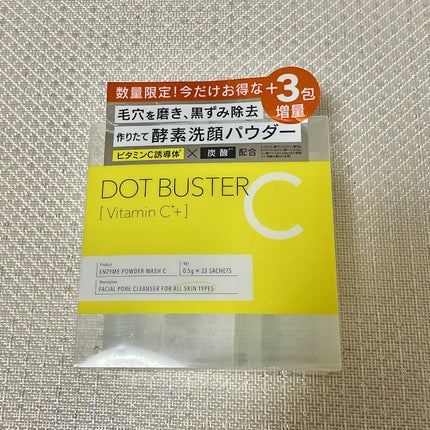 数量限定!今だけお得な+3包
増量
毛穴を磨き、黒ずみ除去
作りたて 酵素洗顔パウダー
ビタミンC誘導体* × 炭酸*² 配合
DOT BUSTER C
[Vitamin C*+]
Product
ENZYME POWDER WASH C
NET
0.5g × 33 SACHETS
Description
FACIAL PORE CLEANSER FOR ALL SKIN TYPES